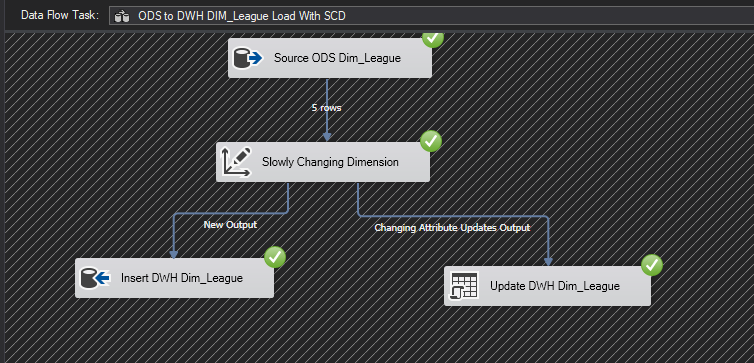 Data Flow Task: ODS to DWH DIM_League Load With SCD
Source ODS Dim_League
5 rows
Slowly Changing Dimension
New Output
Changing Attribute Updates Output
Insert DWH Dim_League
Update DWH Dim_League